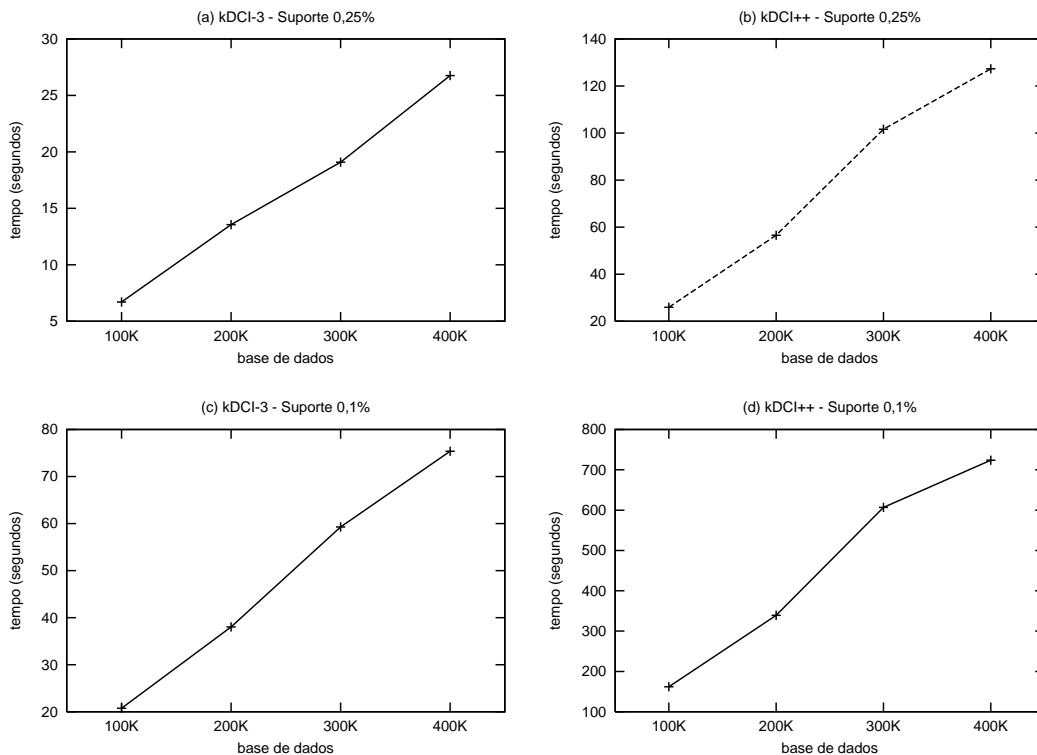 (a) kDCI-3 - Suporte 0,25%
30
25
20
15
10
5
tempo (segundos)
100K 200K 300K 400K
base de dados
(b) kDCI++ - Suporte 0,25%
140
120
100
80
60
40
20
tempo (segundos)
100K 200K 300K 400K
base de dados
(c) kDCI-3 - Suporte 0,1%
80
70
60
50
40
30
20
tempo (segundos)
100K 200K 300K 400K
base de dados
(d) kDCI++ - Suporte 0,1%
800
700
600
500
400
300
200
100
tempo (segundos)
100K 200K 300K 400K
base de dados